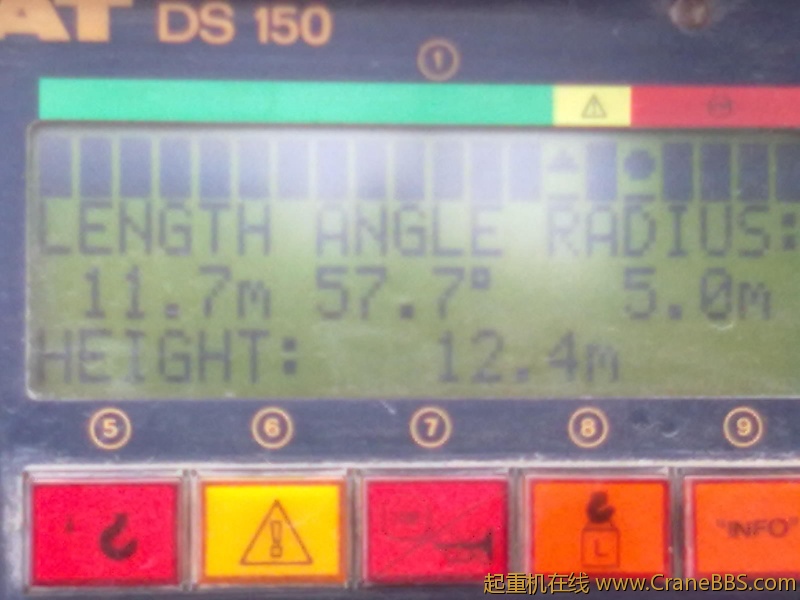 AT DS 150
①
LENGTH ANGLE RADIUS:
11.7m 57.7° 5.0m
HEIGHT: 12.4m
⑤ ⑥ ⑦ ⑧ ⑨
L "INFO"
起重机在线 www.CraneBBS.com